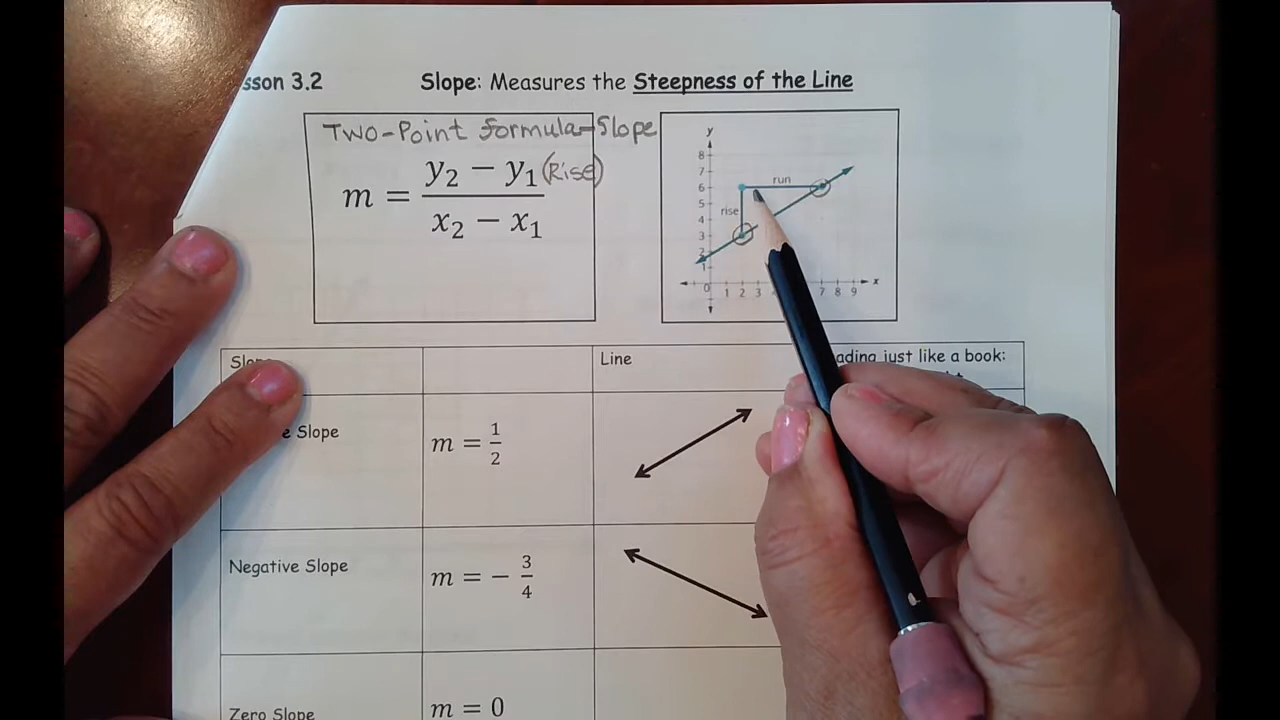 sson 3.2
Slope: Measures the Steepness of the Line
Two-Point formula-Slope
m = y₂ − y₁ (Rise) / x₂ − x₁
y
8
7
6
5
4
3
2
1
0
1 2 3
7 8 9 x
run
rise
Line
ading just like a book:
e Slope
m = 1/2
Negative Slope
m = − 3/4
Zero Slope
m = 0